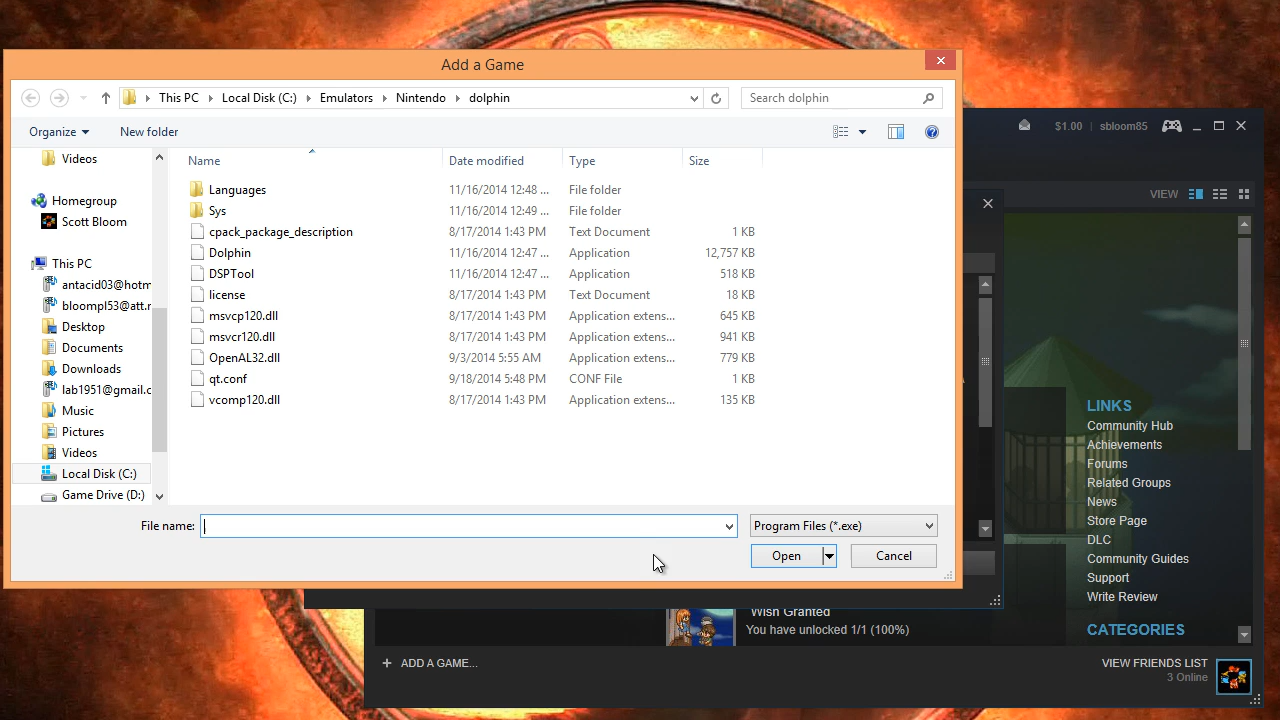 Add a Game
This PC
Local Disk (C:)
Emulators
Nintendo
dolphin
Search dolphin
Organize
New folder
Name
Date modified
Type
Size
Videos
Homegroup
Scott Bloom
This PC
antacid03@hotm
bloompl53@att.r
Desktop
Documents
Downloads
lab1951@gmail.c
Music
Pictures
Videos
Local Disk (C:)
Game Drive (D:)
Languages 11/16/2014 12:48 ... File folder
Sys 11/16/2014 12:49 ... File folder
cpack_package_description 8/17/2014 1:43 PM Text Document 1 KB
Dolphin 11/16/2014 12:47 ... Application 12,757 KB
DSPTool 11/16/2014 12:47 ... Application 518 KB
license 8/17/2014 1:43 PM Text Document 18 KB
msvcp120.dll 8/17/2014 1:43 PM Application extens... 645 KB
msvcr120.dll 8/17/2014 1:43 PM Application extens... 941 KB
OpenAL32.dll 9/3/2014 5:55 AM Application extens... 779 KB
qt.conf 9/18/2014 5:48 PM CONF File 1 KB
vcomp120.dll 8/17/2014 1:43 PM Application extens... 135 KB
File name:
Program Files (*.exe)
Open
Cancel
$1.00 | sbloom85
VIEW
LINKS
Community Hub
Achievements
Forums
Related Groups
News
Store Page
DLC
Community Guides
Support
Write Review
CATEGORIES
Wish Granted
You have unlocked 1/1 (100%)
+ ADD A GAME...
VIEW FRIENDS LIST
3 Online